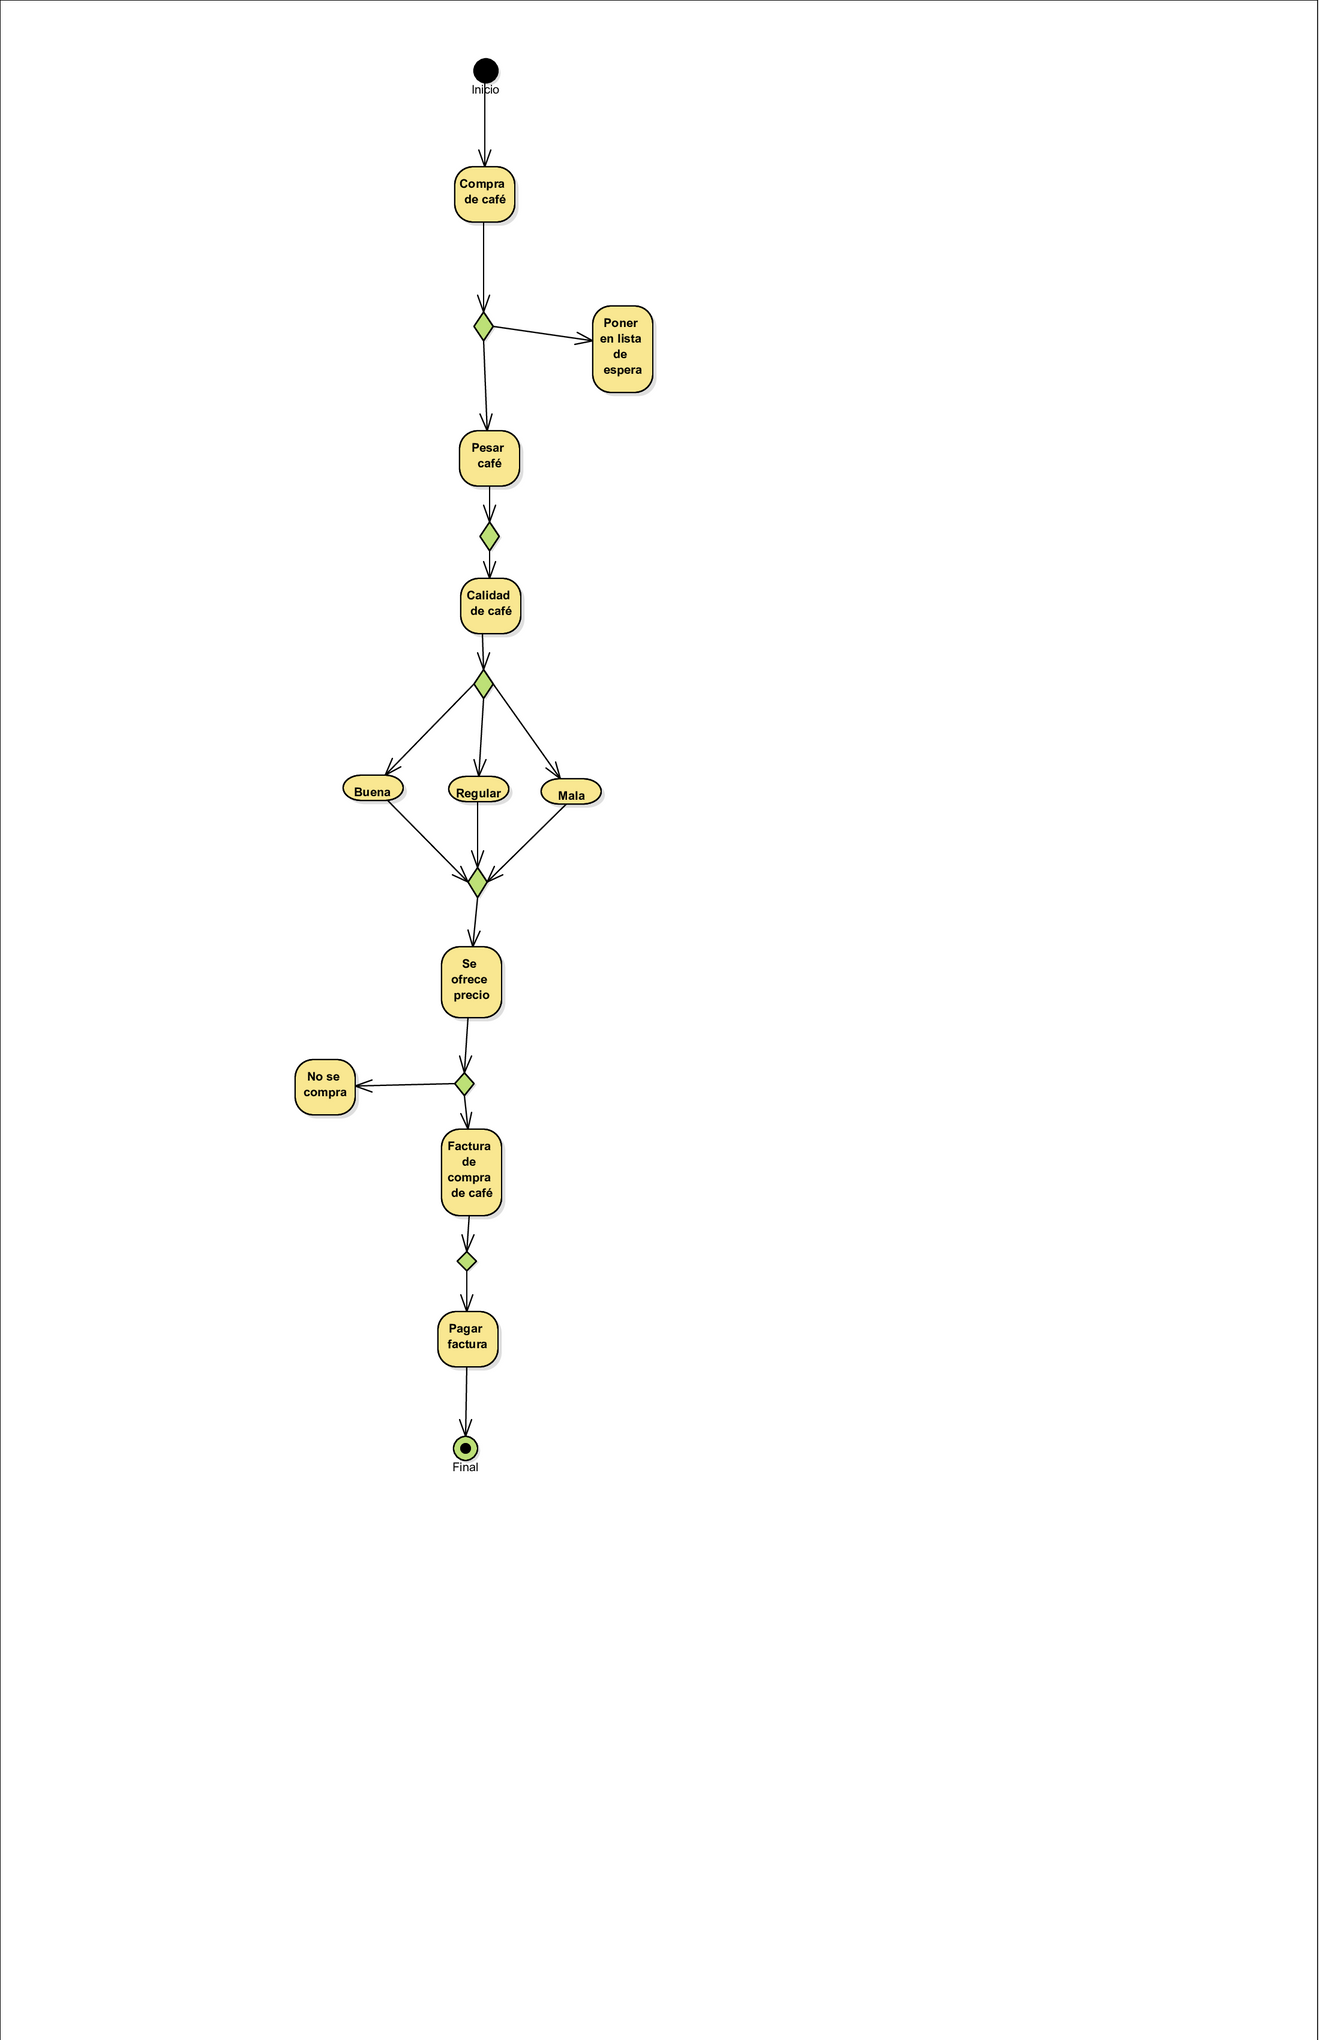 Inicio
Compra
de café
Poner
en lista
de
espera
Pesar
café
Calidad
de café
Buena
Regular
Mala
Se
ofrece
precio
No se
compra
Factura
de
compra
de café
Pagar
factura
Final